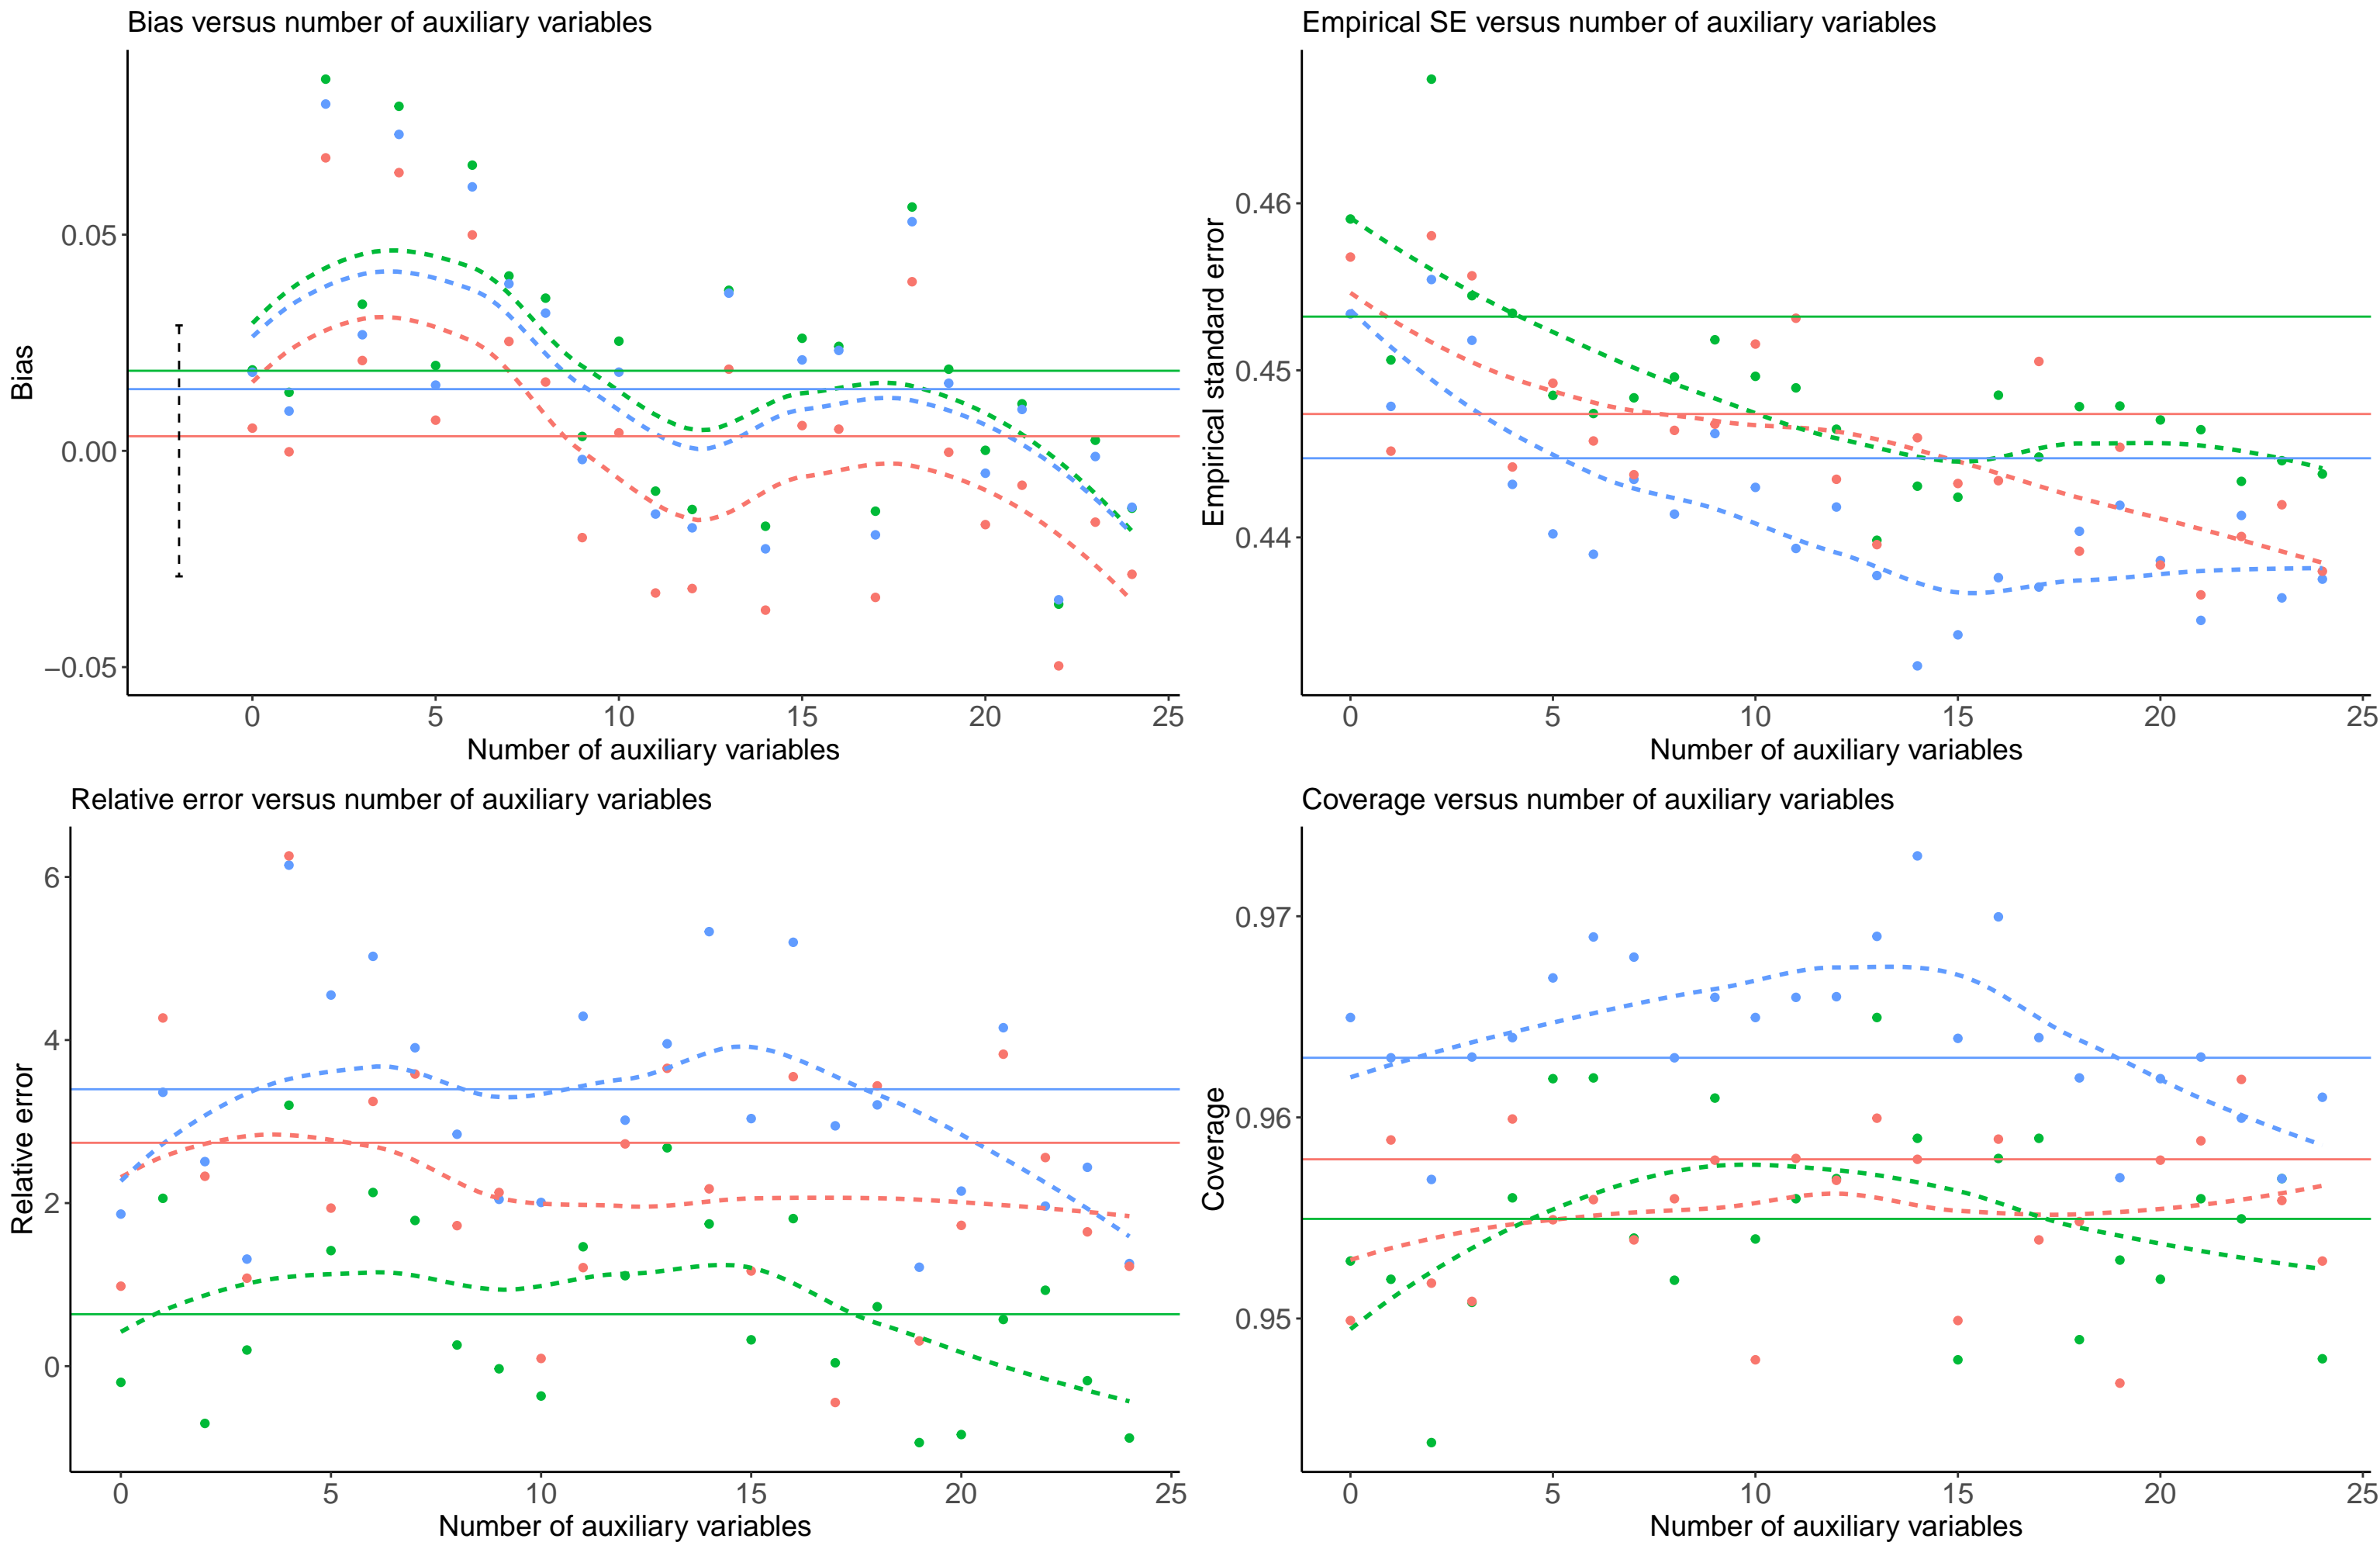 Bias versus number of auxiliary variables
Bias
0.05
0.00
−0.05
0 5 10 15 20 25
Number of auxiliary variables
Empirical SE versus number of auxiliary variables
Empirical standard error
0.46
0.45
0.44
0 5 10 15 20 25
Number of auxiliary variables
Relative error versus number of auxiliary variables
Relative error
6
4
2
0
0 5 10 15 20 25
Number of auxiliary variables
Coverage versus number of auxiliary variables
Coverage
0.97
0.96
0.95
0 5 10 15 20 25
Number of auxiliary variables